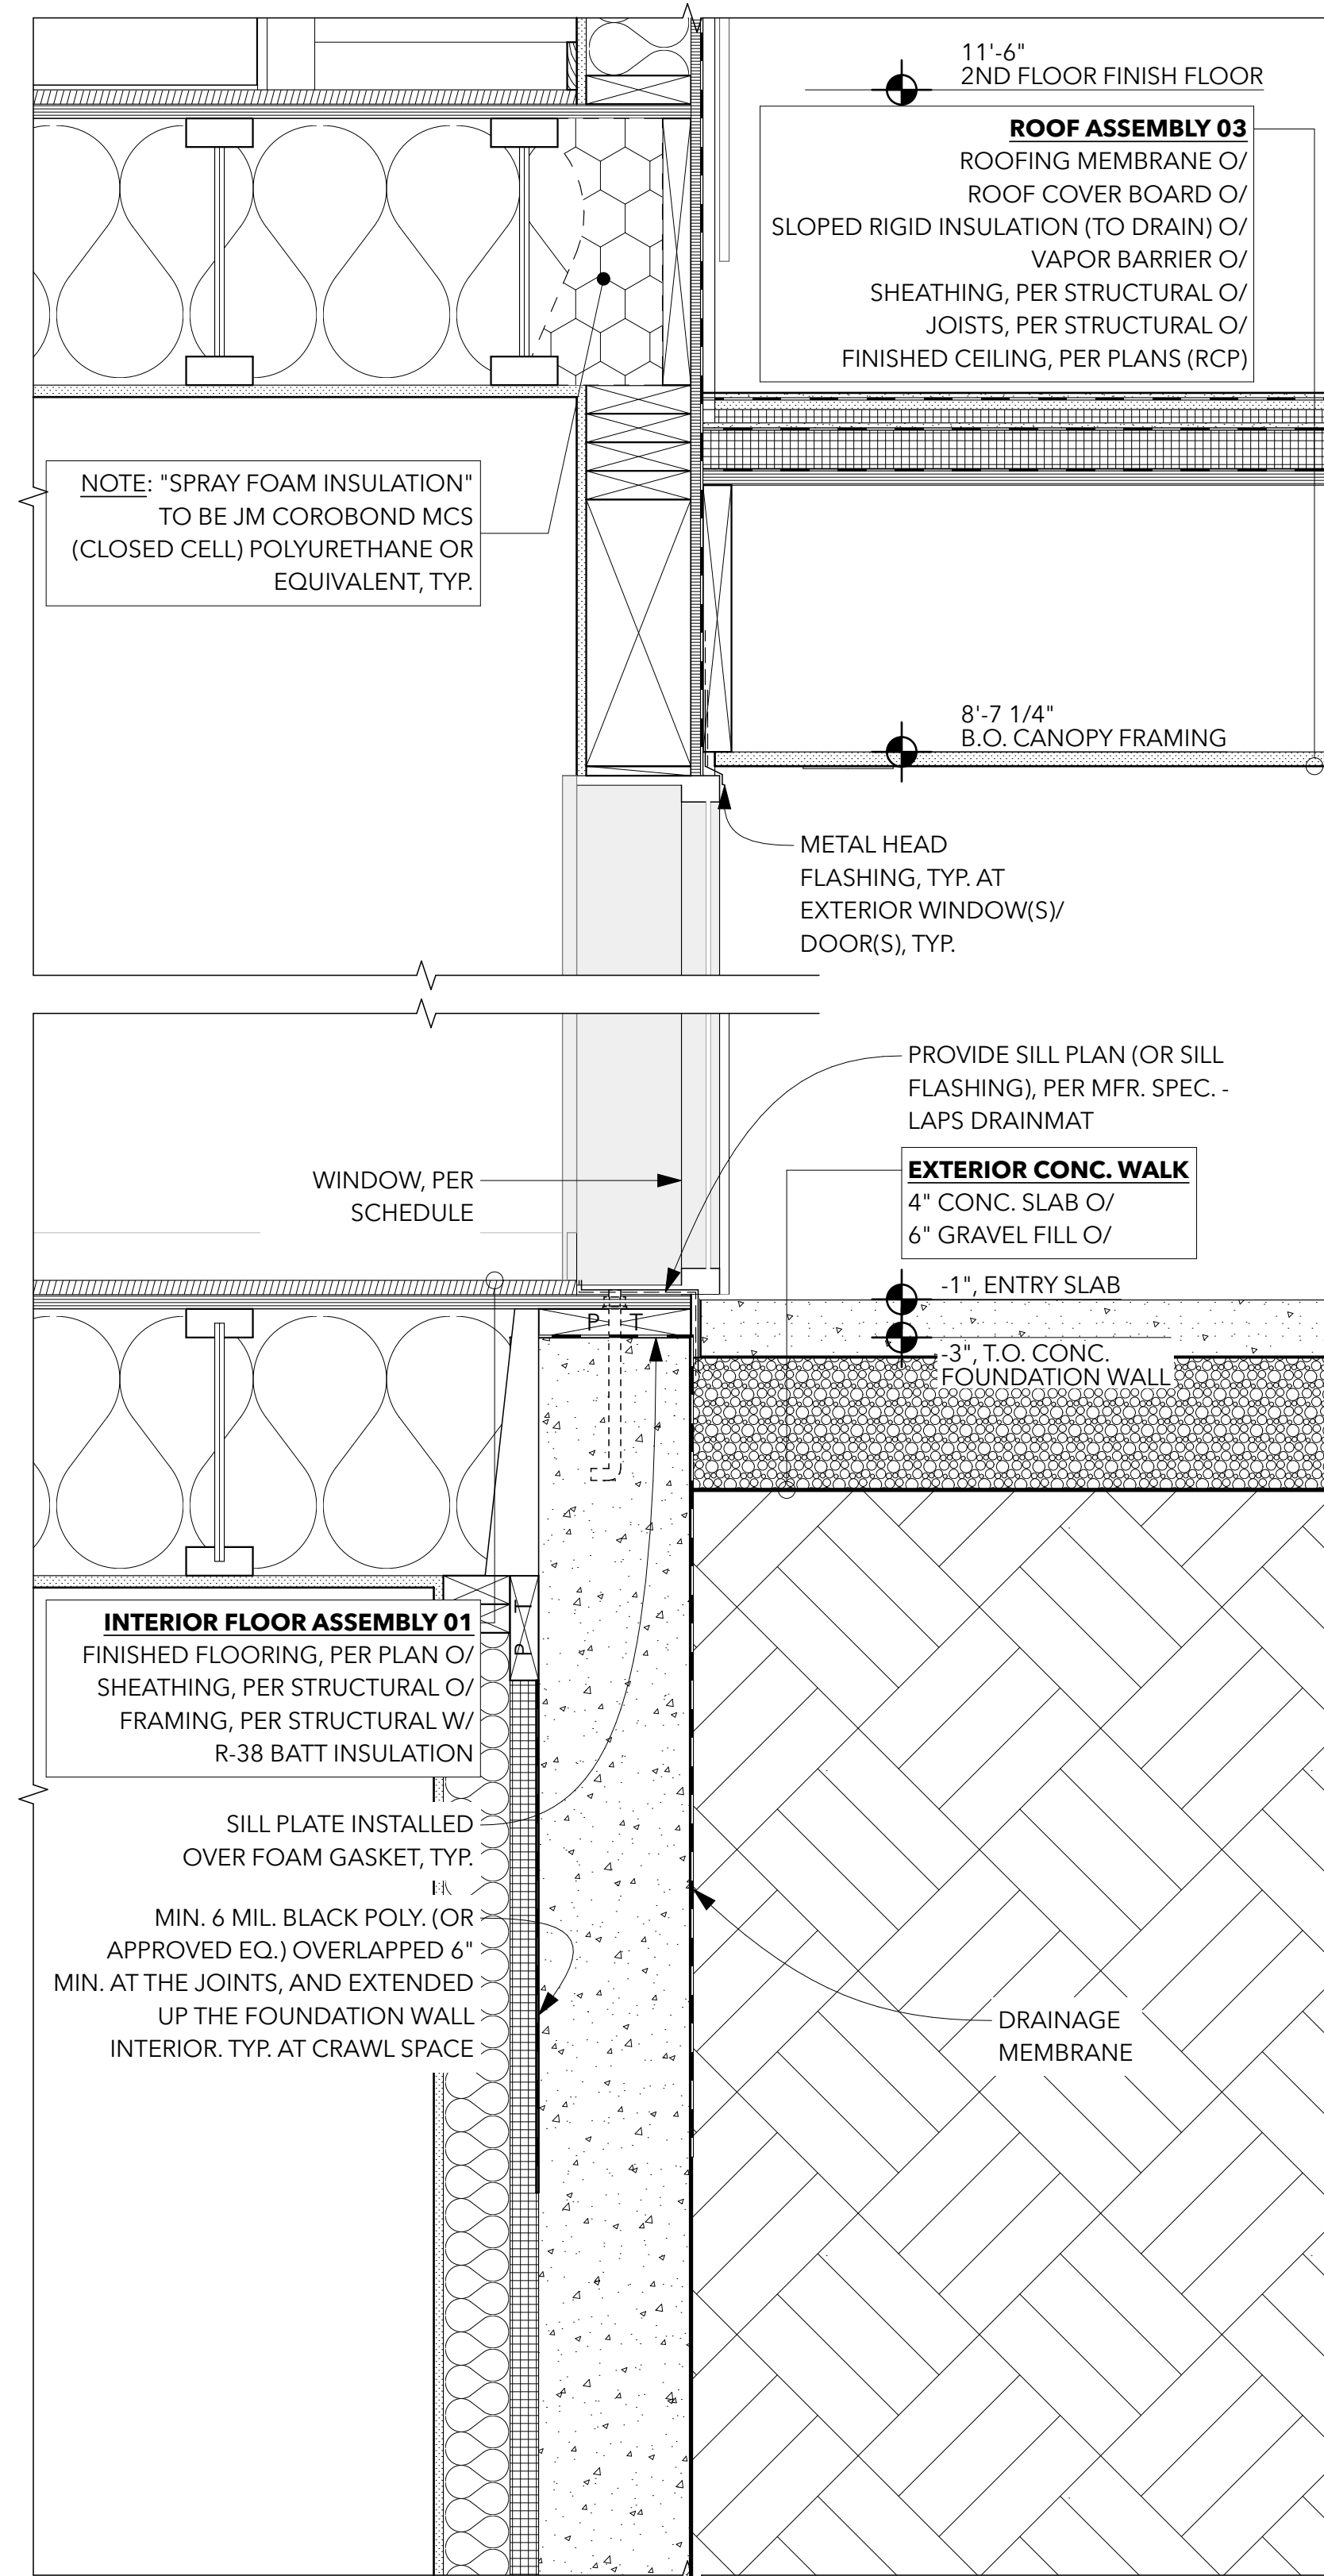 11'-6"
2ND FLOOR FINISH FLOOR
ROOF ASSEMBLY 03
ROOFING MEMBRANE O/
ROOF COVER BOARD O/
SLOPED RIGID INSULATION (TO DRAIN) O/
VAPOR BARRIER O/
SHEATHING, PER STRUCTURAL O/
JOISTS, PER STRUCTURAL O/
FINISHED CEILING, PER PLANS (RCP)
NOTE: "SPRAY FOAM INSULATION"
TO BE JM COROBOND MCS
(CLOSED CELL) POLYURETHANE OR
EQUIVALENT, TYP.
8'-7 1/4"
B.O. CANOPY FRAMING
METAL HEAD
FLASHING, TYP. AT
EXTERIOR WINDOW(S)/
DOOR(S), TYP.
PROVIDE SILL PLAN (OR SILL
FLASHING), PER MFR. SPEC. -
LAPS DRAINMAT
WINDOW, PER
SCHEDULE
EXTERIOR CONC. WALK
4" CONC. SLAB O/
6" GRAVEL FILL O/
-1", ENTRY SLAB
P T
-3", T.O. CONC.
FOUNDATION WALL
P T
INTERIOR FLOOR ASSEMBLY 01
FINISHED FLOORING, PER PLAN O/
SHEATHING, PER STRUCTURAL O/
FRAMING, PER STRUCTURAL W/
R-38 BATT INSULATION
SILL PLATE INSTALLED
OVER FOAM GASKET, TYP.
MIN. 6 MIL. BLACK POLY. (OR
APPROVED EQ.) OVERLAPPED 6"
MIN. AT THE JOINTS, AND EXTENDED
UP THE FOUNDATION WALL
INTERIOR. TYP. AT CRAWL SPACE
DRAINAGE
MEMBRANE